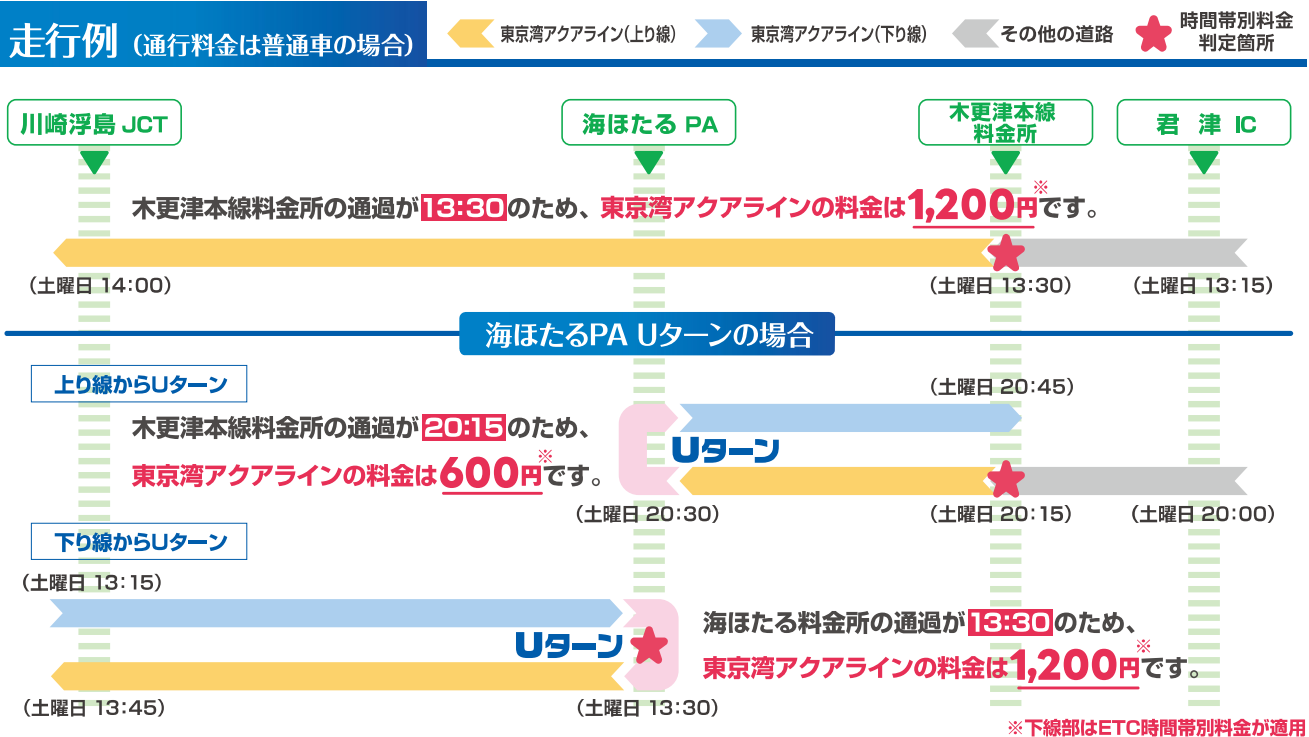 走行例（通行料金は普通車の場合）
東京湾アクアライン（上り線）
東京湾アクアライン（下り線）
その他の道路
時間帯別料金
判定箇所
川崎浮島 JCT
海ほたる PA
木更津本線
料金所
君 津 IC
木更津本線料金所の通過が13:30のため、東京湾アクアラインの料金は1,200円※です。
（土曜日 14：00）
（土曜日 13：30）
（土曜日 13：15）
海ほたるPA Uターンの場合
上り線からUターン
（土曜日 20：45）
木更津本線料金所の通過が20:15のため、
東京湾アクアラインの料金は600円※です。
Uターン
（土曜日 20：30）
（土曜日 20：15）
（土曜日 20：00）
下り線からUターン
（土曜日 13：15）
Uターン
海ほたる料金所の通過が13:30のため、
東京湾アクアラインの料金は1,200円※です。
（土曜日 13：45）
（土曜日 13：30）
※下線部はETC時間帯別料金が適用